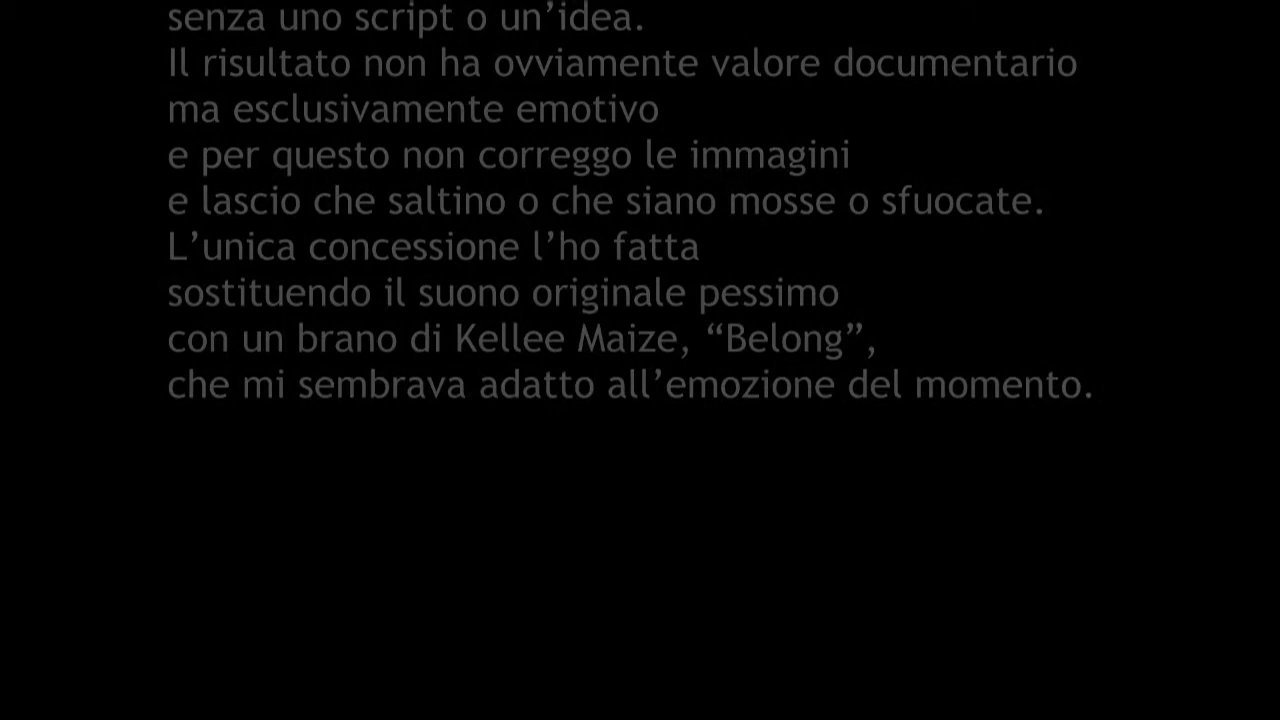 senza uno script o un’idea.
Il risultato non ha ovviamente valore documentario
ma esclusivamente emotivo
e per questo non correggo le immagini
e lascio che saltino o che siano mosse o sfuocate.
L’unica concessione l’ho fatta
sostituendo il suono originale pessimo
con un brano di Kellee Maize, “Belong”,
che mi sembrava adatto all’emozione del momento.